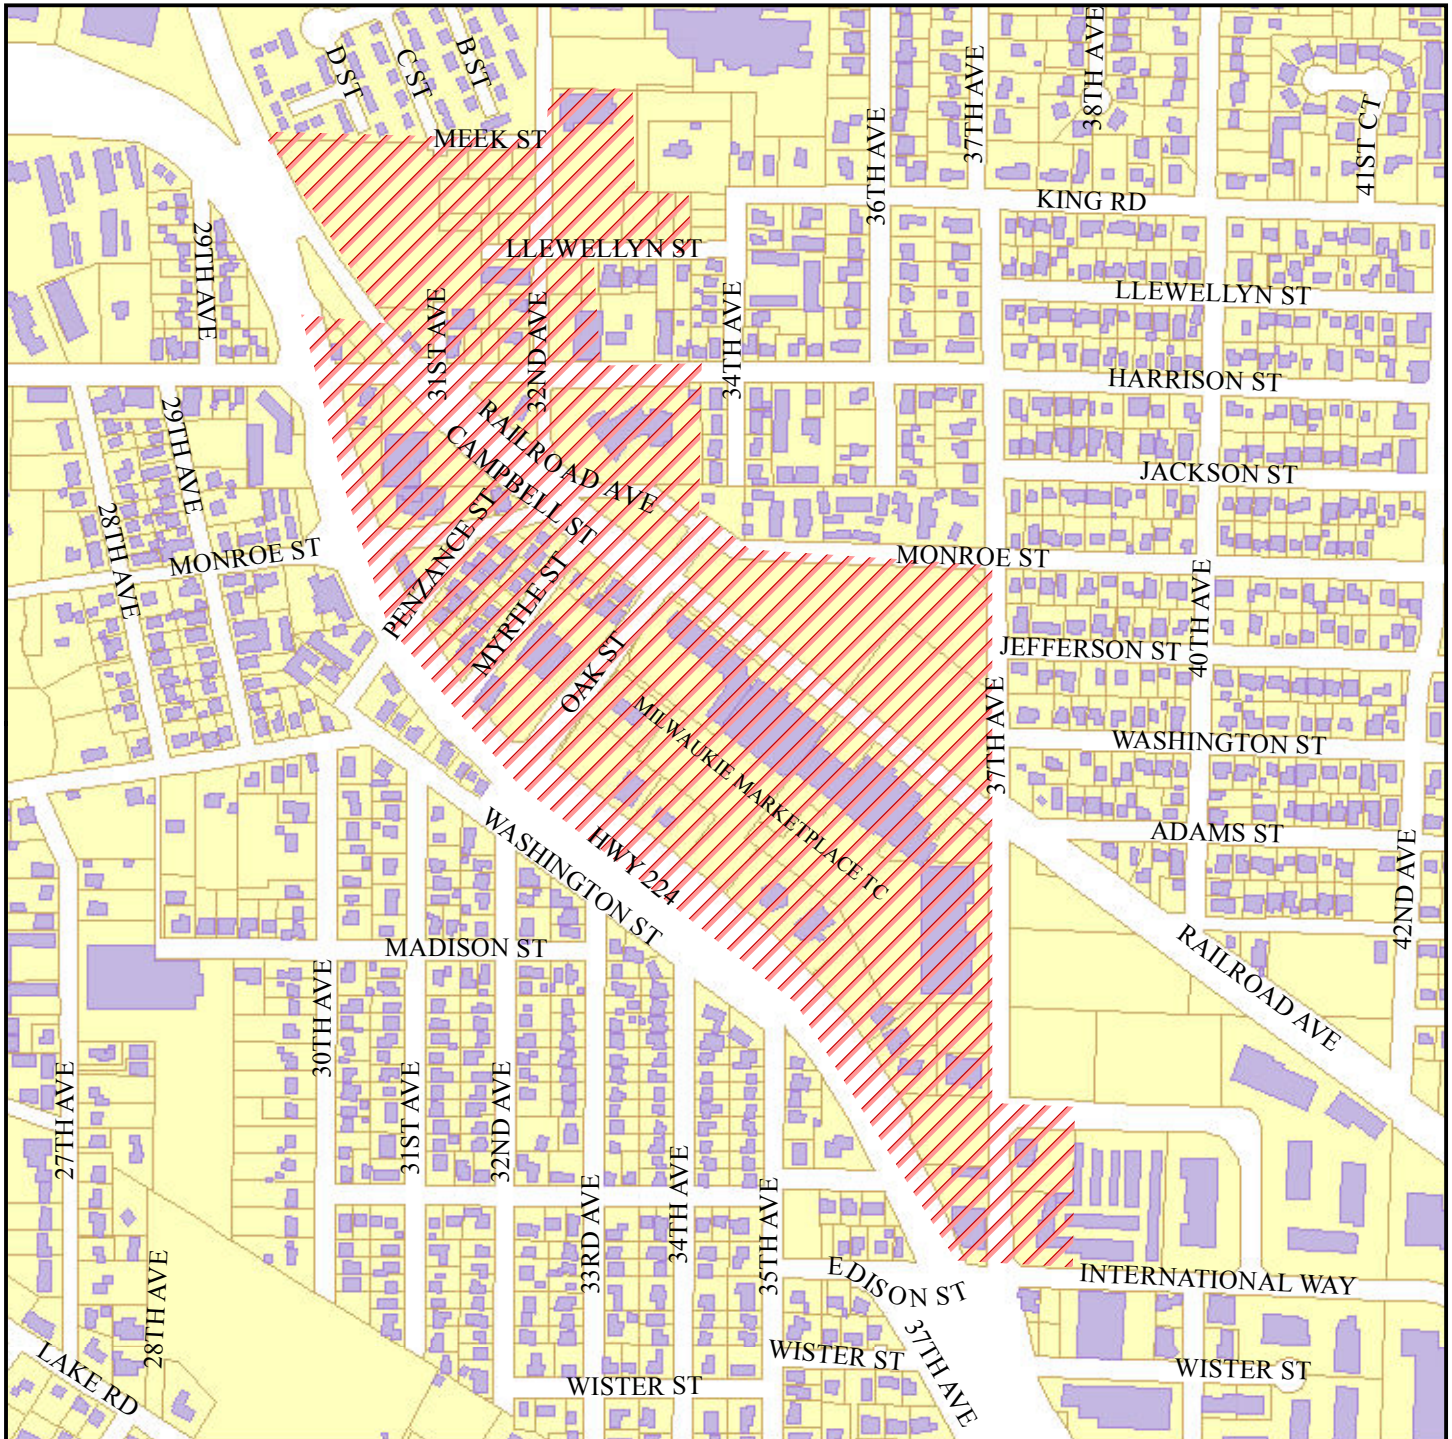 B ST
C ST
D ST
38TH AVE
37TH AVE
41ST CT
MEEK ST
36TH AVE
KING RD
29TH AVE
LLEWELLYN ST
LLEWELLYN ST
34TH AVE
31ST AVE
32ND AVE
HARRISON ST
RAILROAD AVE
CAMPBELL ST
29TH AVE
JACKSON ST
28TH AVE
MONROE ST
MONROE ST
PENZANCE ST
MYRTLE ST
OAK ST
40TH AVE
JEFFERSON ST
37TH AVE
MILWAUKIE MARKETPLACE TC
WASHINGTON ST
ADAMS ST
HWY 224
WASHINGTON ST
42ND AVE
MADISON ST
RAILROAD AVE
30TH AVE
27TH AVE
31ST AVE
32ND AVE
33RD AVE
34TH AVE
35TH AVE
28TH AVE
EDISON ST
INTERNATIONAL WAY
37TH AVE
WISTER ST
WISTER ST
WISTER ST
LAKE RD